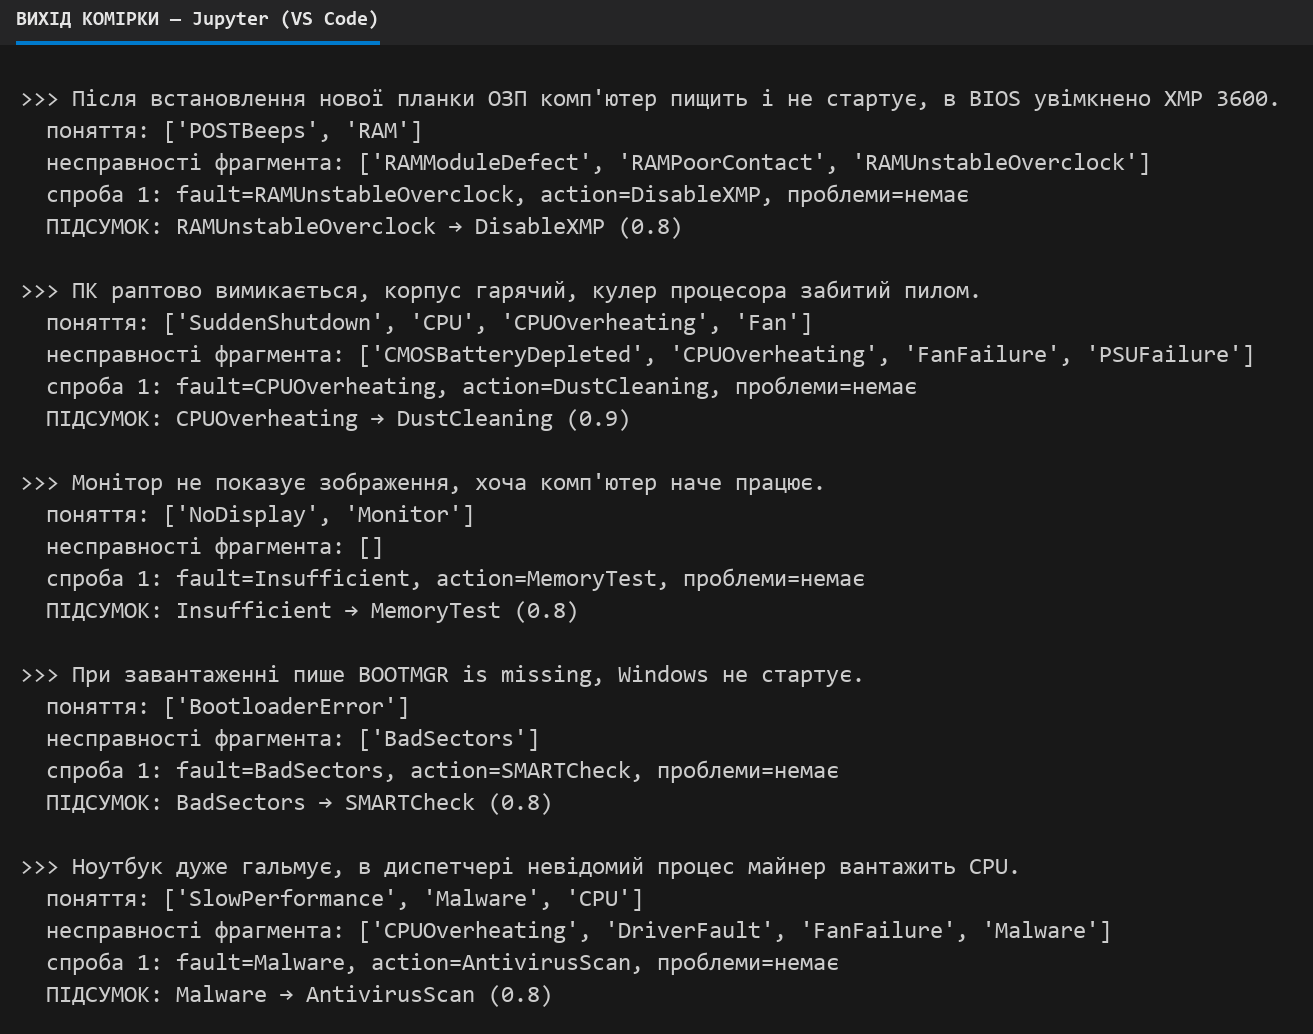 ВИХІД КОМІРКИ — Jupyter (VS Code)
>>> Після встановлення нової планки ОЗП комп'ютер пищить і не стартує, в BIOS увімкнено XMP 3600.
поняття: ['POSTBeeps', 'RAM']
несправності фрагмента: ['RAMModuleDefect', 'RAMPoorContact', 'RAMUnstableOverclock']
спроба 1: fault=RAMUnstableOverclock, action=DisableXMP, проблеми=немає
ПІДСУМОК: RAMUnstableOverclock → DisableXMP (0.8)
>>> ПК раптово вимикається, корпус гарячий, кулер процесора забитий пилом.
поняття: ['SuddenShutdown', 'CPU', 'CPUOverheating', 'Fan']
несправності фрагмента: ['CMOSBatteryDepleted', 'CPUOverheating', 'FanFailure', 'PSUFailure']
спроба 1: fault=CPUOverheating, action=DustCleaning, проблеми=немає
ПІДСУМОК: CPUOverheating → DustCleaning (0.9)
>>> Монітор не показує зображення, хоча комп'ютер наче працює.
поняття: ['NoDisplay', 'Monitor']
несправності фрагмента: []
спроба 1: fault=Insufficient, action=MemoryTest, проблеми=немає
ПІДСУМОК: Insufficient → MemoryTest (0.8)
>>> При завантаженні пише BOOTMGR is missing, Windows не стартує.
поняття: ['BootloaderError']
несправності фрагмента: ['BadSectors']
спроба 1: fault=BadSectors, action=SMARTCheck, проблеми=немає
ПІДСУМОК: BadSectors → SMARTCheck (0.8)
>>> Ноутбук дуже гальмує, в диспетчері невідомий процес майнер вантажить CPU.
поняття: ['SlowPerformance', 'Malware', 'CPU']
несправності фрагмента: ['CPUOverheating', 'DriverFault', 'FanFailure', 'Malware']
спроба 1: fault=Malware, action=AntivirusScan, проблеми=немає
ПІДСУМОК: Malware → AntivirusScan (0.8)